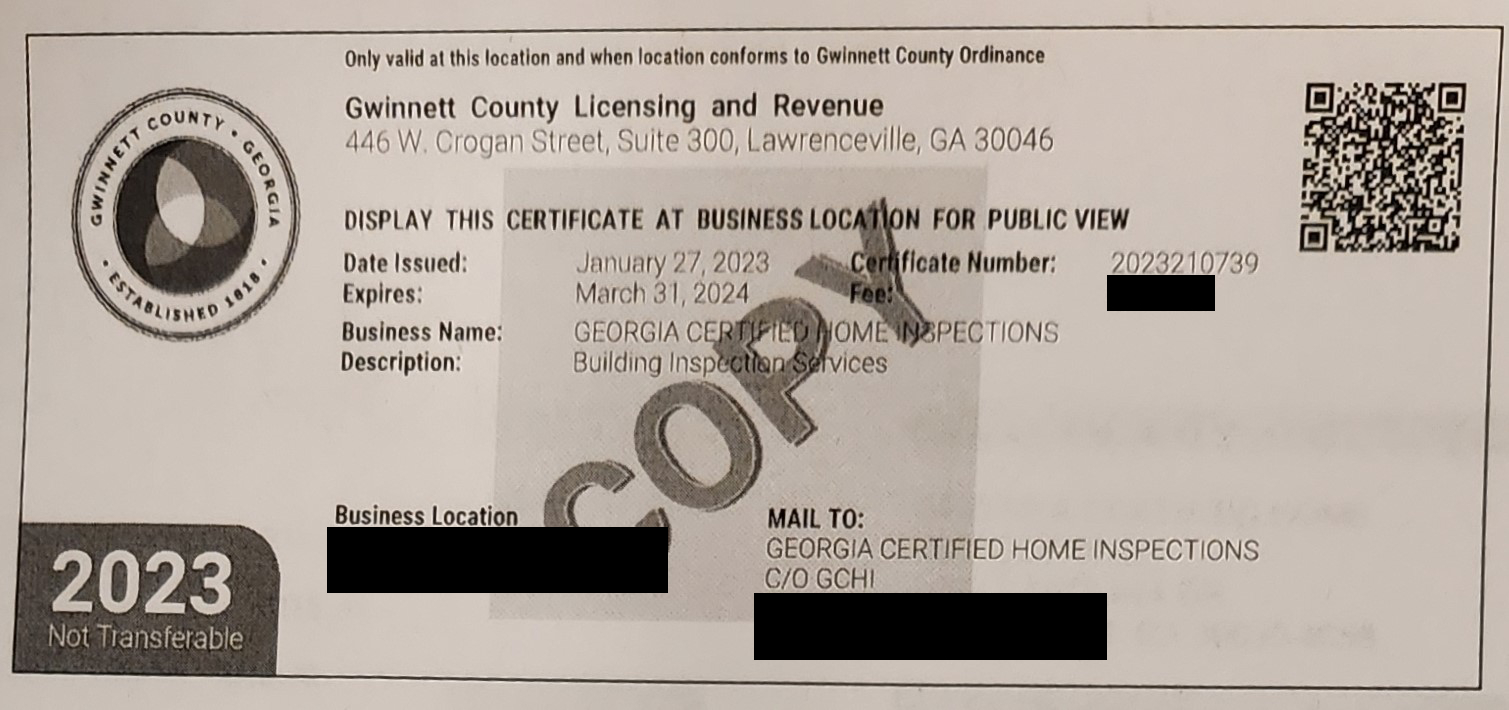 Only valid at this location and when location conforms to Gwinnett County Ordinance
Gwinnett County Licensing and Revenue
446 W. Crogan Street, Suite 300, Lawrenceville, GA 30046
GWINNETT COUNTY • GEORGIA • ESTABLISHED 1818 •
DISPLAY THIS CERTIFICATE AT BUSINESS LOCATION FOR PUBLIC VIEW
Date Issued: January 27, 2023 Certificate Number: 2023210739
Expires: March 31, 2024 Fee:
Business Name: GEORGIA CERTIFIED HOME INSPECTIONS
Description: Building Inspection Services
COPY
Business Location
MAIL TO:
GEORGIA CERTIFIED HOME INSPECTIONS
C/O GCHI
2023
Not Transferable